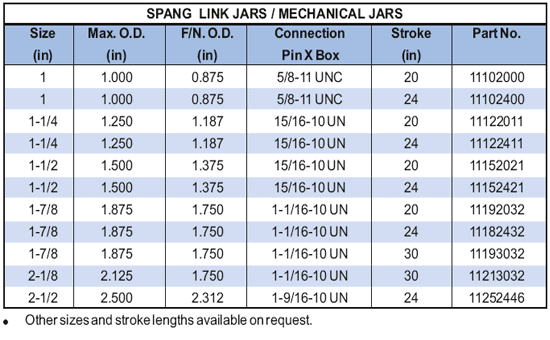 SPANG LINK JARS / MECHANICAL JARS
Size Max. O.D. F/N. O.D. Connection Stroke Part No.
(in) (in) (in) Pin X Box (in)
1 1.000 0.875 5/8-11 UNC 20 11102000
1 1.000 0.875 5/8-11 UNC 24 11102400
1-1/4 1.250 1.187 15/16-10 UN 20 11122011
1-1/4 1.250 1.187 15/16-10 UN 24 11122411
1-1/2 1.500 1.375 15/16-10 UN 20 11152021
1-1/2 1.500 1.375 15/16-10 UN 24 11152421
1-7/8 1.875 1.750 1-1/16-10 UN 20 11192032
1-7/8 1.875 1.750 1-1/16-10 UN 24 11182432
1-7/8 1.875 1.750 1-1/16-10 UN 30 11193032
2-1/8 2.125 1.750 1-1/16-10 UN 30 11213032
2-1/2 2.500 2.312 1-9/16-10 UN 24 11252446
• Other sizes and stroke lengths available on request.